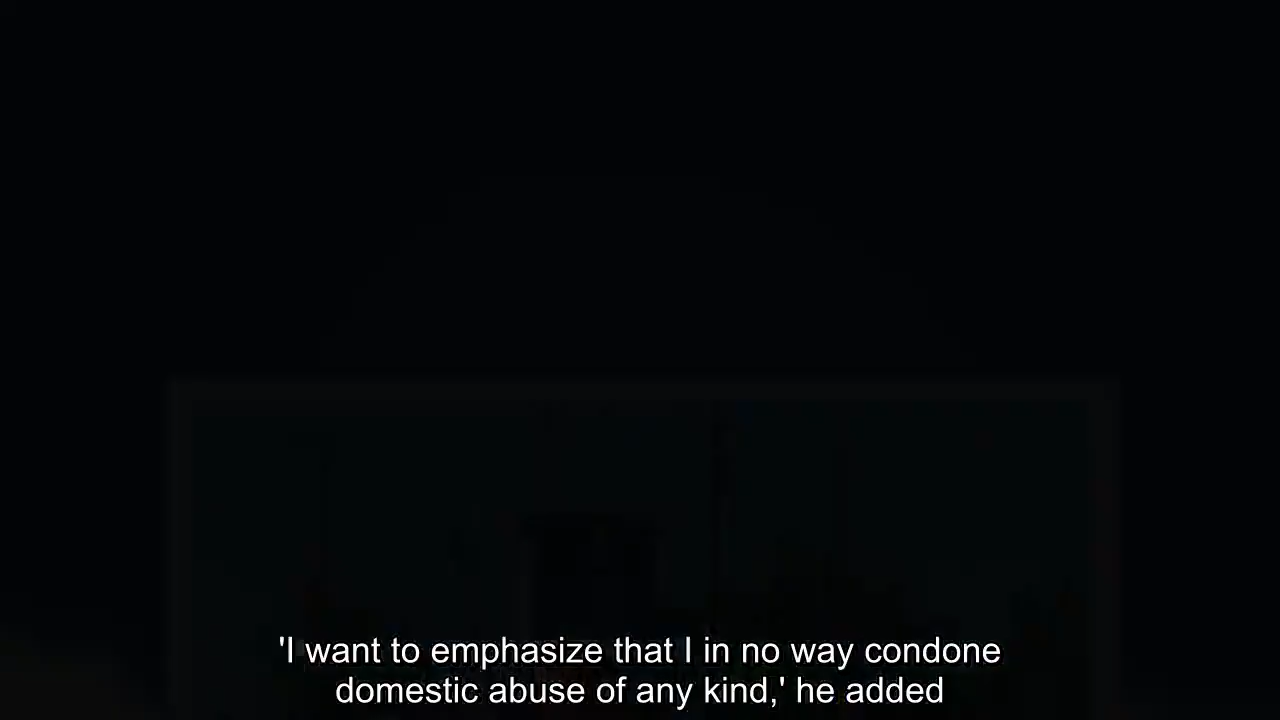 'I want to emphasize that I in no way condone
domestic abuse of any kind,' he added